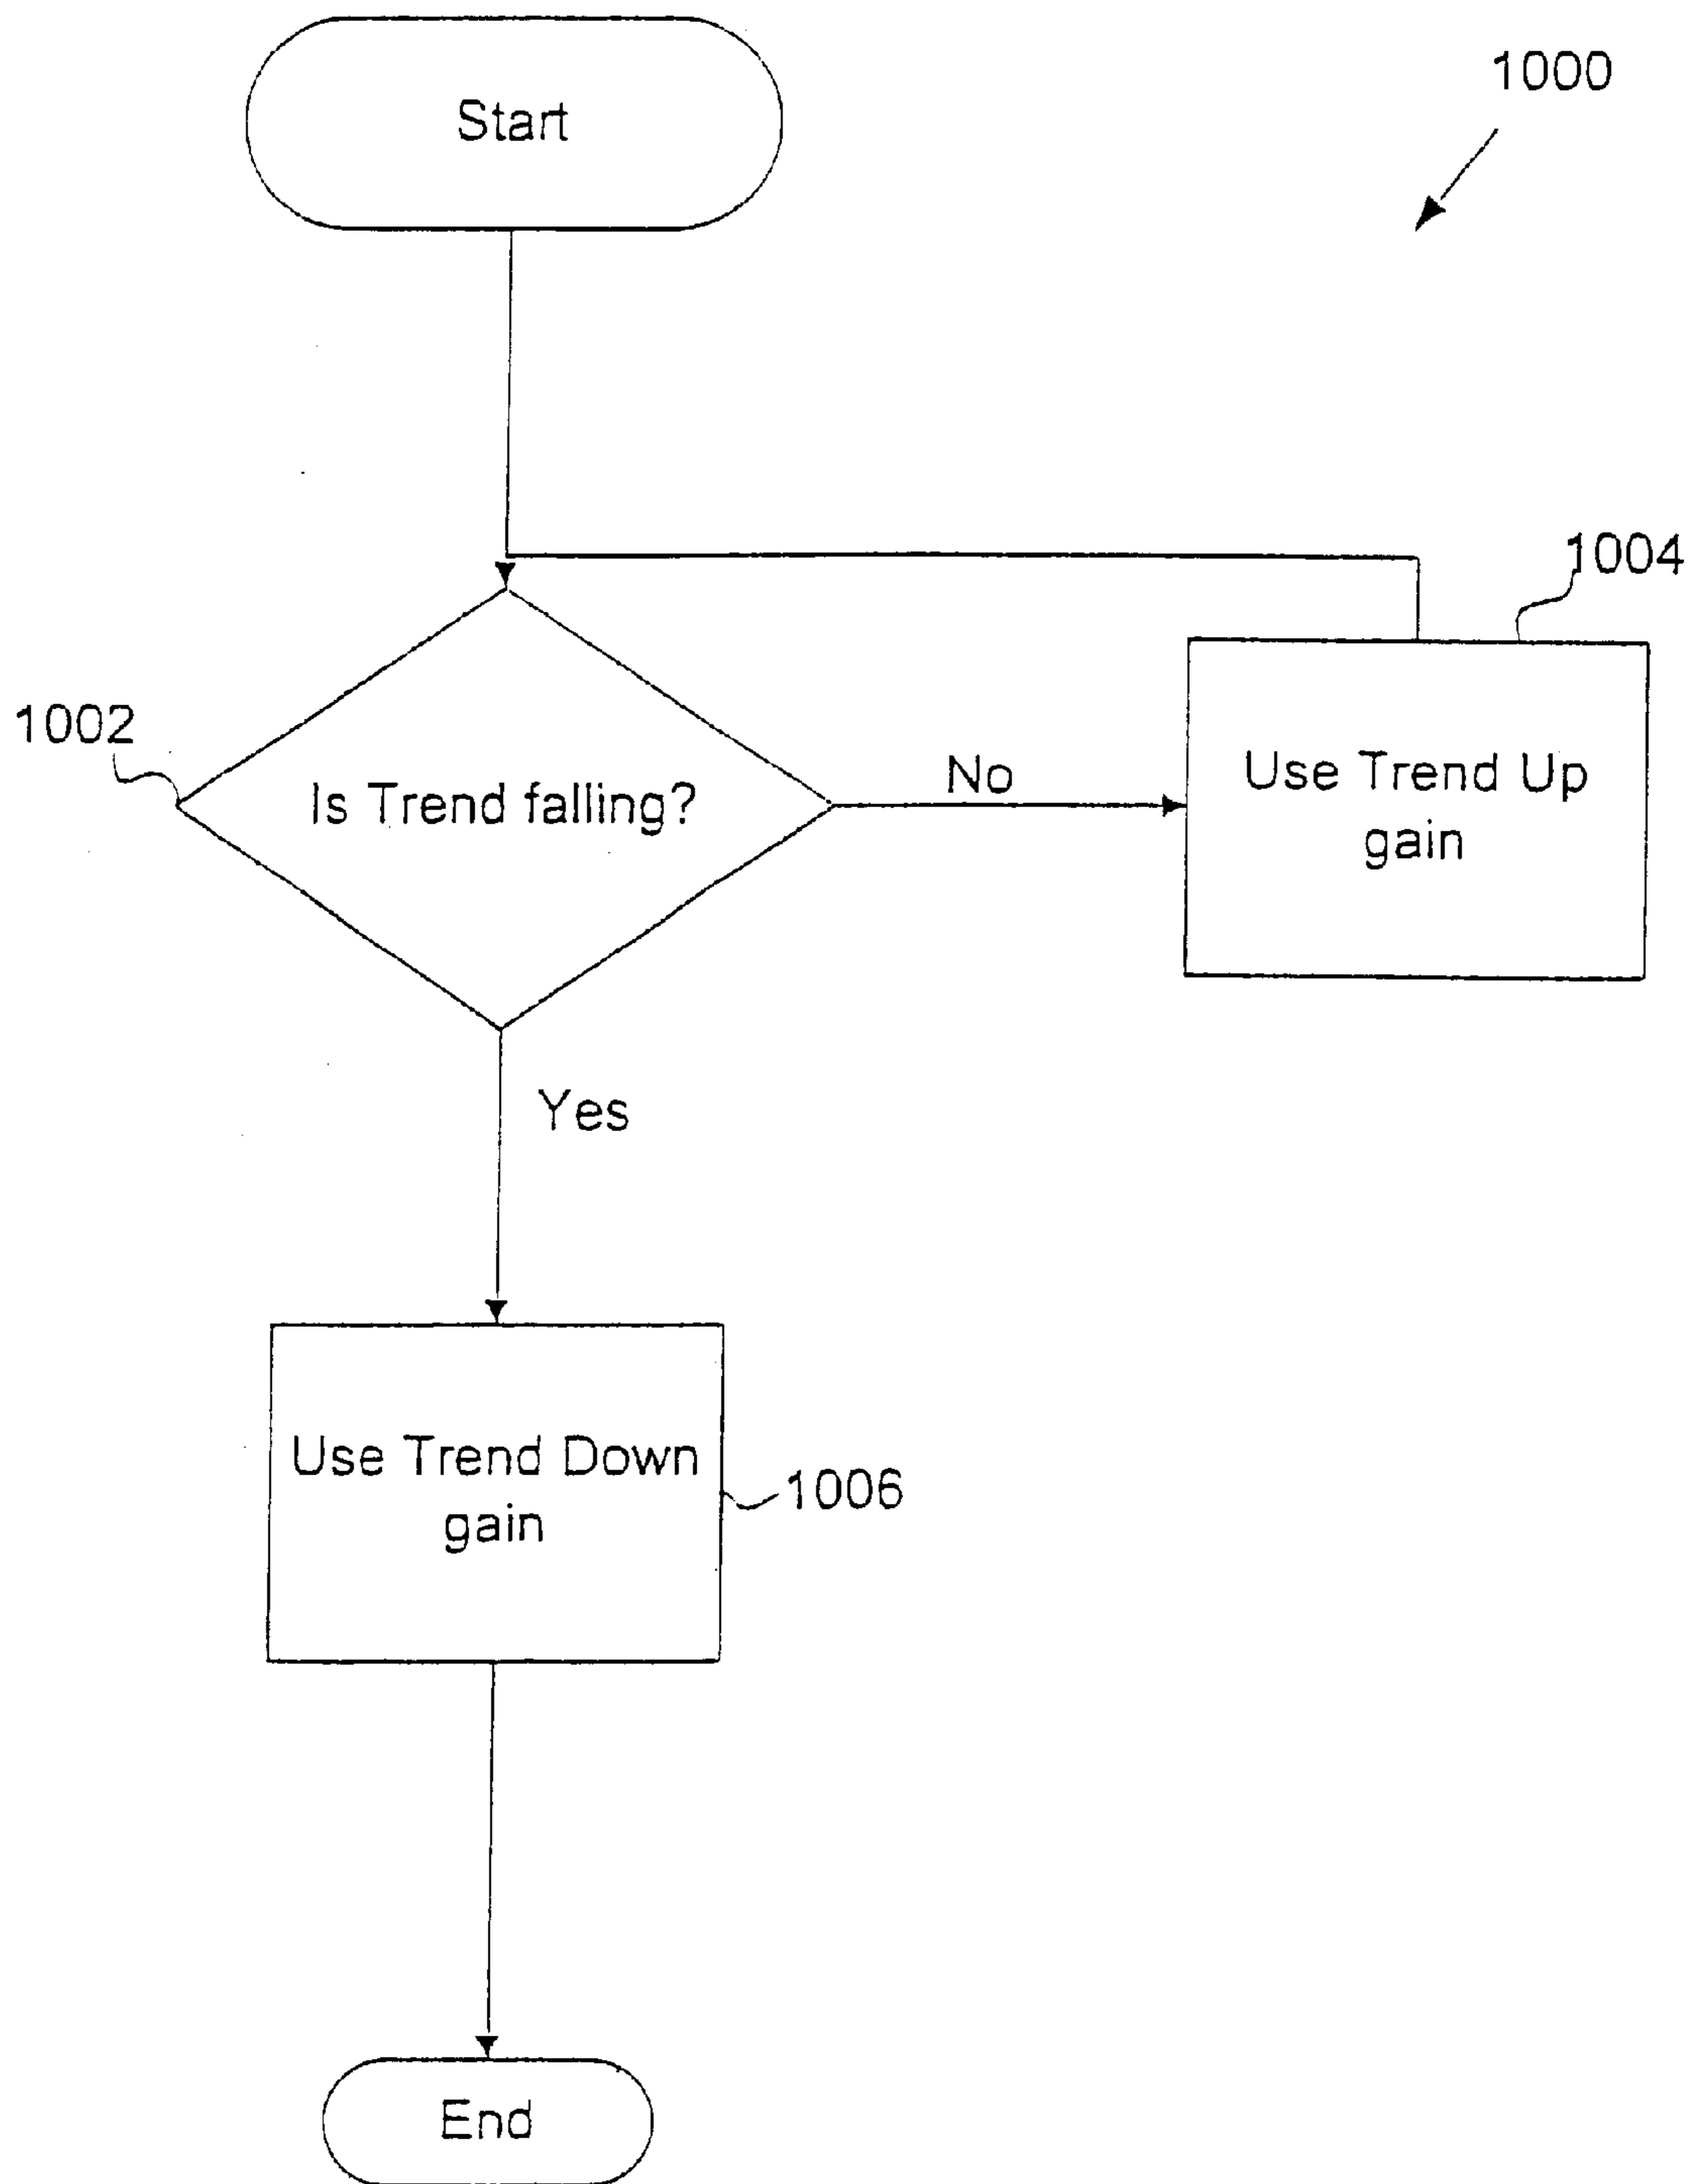 Start
1000
1004
1002
Is Trend falling?
No
Use Trend Up
gain
Yes
Use Trend Down
gain
1006
End